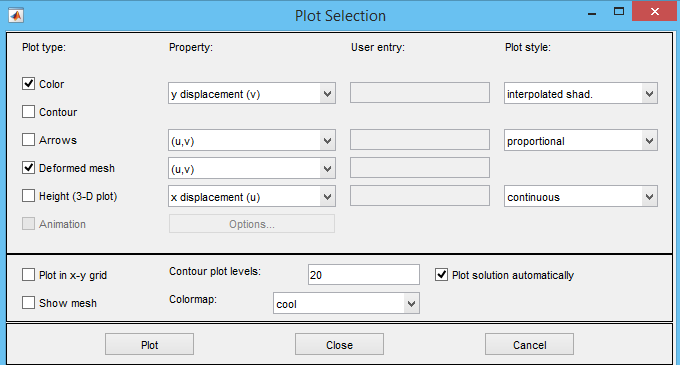 Plot Selection
Plot type: Property: User entry: Plot style:
Color y displacement (v) interpolated shad.
Contour
Arrows (u,v) proportional
Deformed mesh (u,v)
Height (3-D plot) x displacement (u) continuous
Animation Options...
Plot in x-y grid Contour plot levels: 20 Plot solution automatically
Show mesh Colormap: cool
Plot Close Cancel